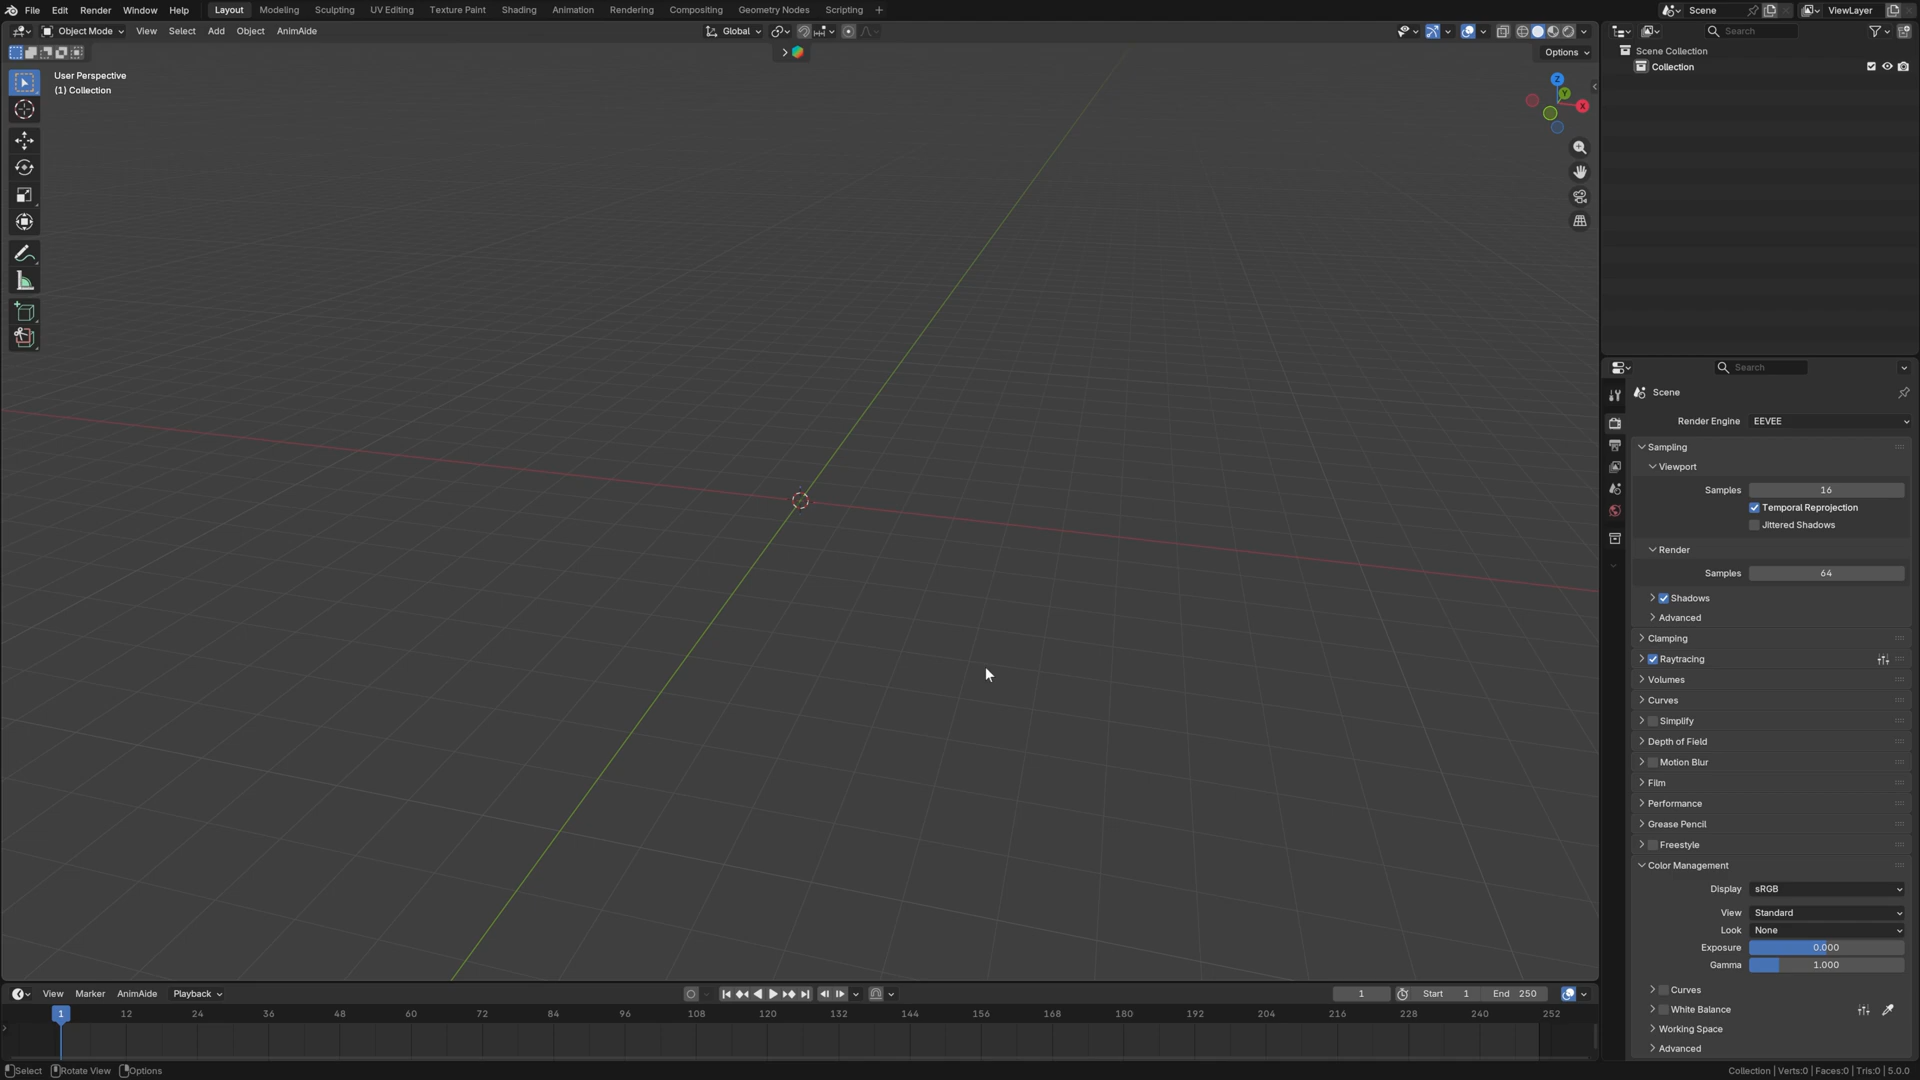 File Edit Render Window Help Layout Modeling Sculpting UV Editing Texture Paint Shading Animation Rendering Compositing Geometry Nodes Scripting + Scene ViewLayer
Object Mode View Select Add Object AnimAide Global Search
Options
User Perspective
(1) Collection
Z
Y
X
Scene Collection
Collection
Search
Scene
Render Engine EEVEE
Sampling
Viewport
Samples 16
Temporal Reprojection
Jittered Shadows
Render
Samples 64
Shadows
Advanced
Clamping
Raytracing
Volumes
Curves
Simplify
Depth of Field
Motion Blur
Film
Performance
Grease Pencil
Freestyle
Color Management
Display sRGB
View Standard
Look None
Exposure 0.000
Gamma 1.000
Curves
White Balance
Working Space
Advanced
View Marker AnimAide Playback 1 Start 1 End 250
1 12 24 36 48 60 72 84 96 108 120 132 144 156 168 180 192 204 216 228 240 252
Select Rotate View Options Collection | Verts:0 | Faces:0 | Tris:0 | 5.0.0